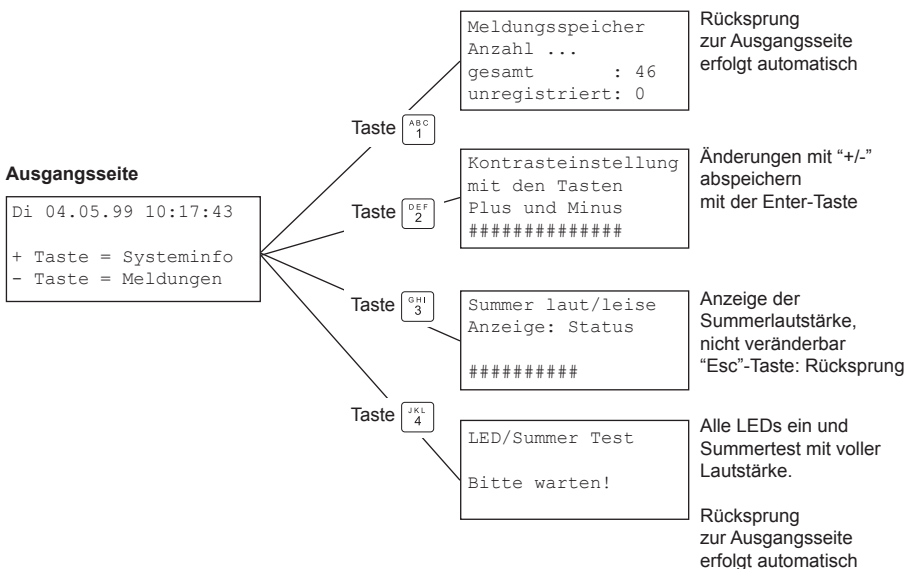 Ausgangsseite
Di 04.05.99 10:17:43
+ Taste = Systeminfo
- Taste = Meldungen
Taste ABC 1
Meldungsspeicher
Anzahl ...
gesamt : 46
unregistriert: 0
Rücksprung
zur Ausgangsseite
erfolgt automatisch
Taste DEF 2
Kontrasteinstellung
mit den Tasten
Plus und Minus
##############
Änderungen mit “+/-”
abspeichern
mit der Enter-Taste
Taste GHI 3
Summer laut/leise
Anzeige: Status
##########
Anzeige der
Summerlautstärke,
nicht veränderbar
“Esc”-Taste: Rücksprung
Taste JKL 4
LED/Summer Test
Bitte warten!
Alle LEDs ein und
Summertest mit voller
Lautstärke.
Rücksprung
zur Ausgangsseite
erfolgt automatisch